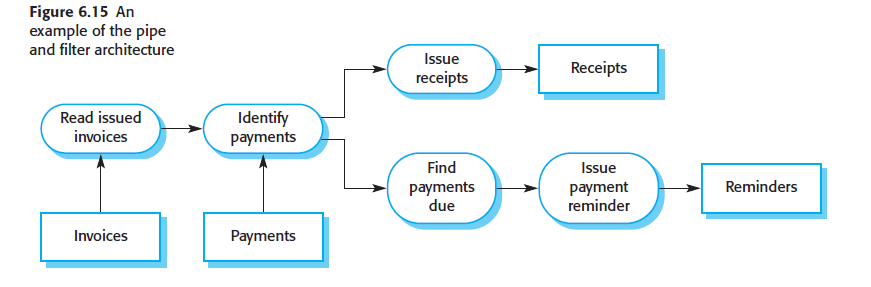 Figure 6.15 An
example of the pipe
and filter architecture
Issue
receipts
Receipts
Read issued
invoices
Identify
payments
Find
payments
due
Issue
payment
reminder
Reminders
Invoices
Payments